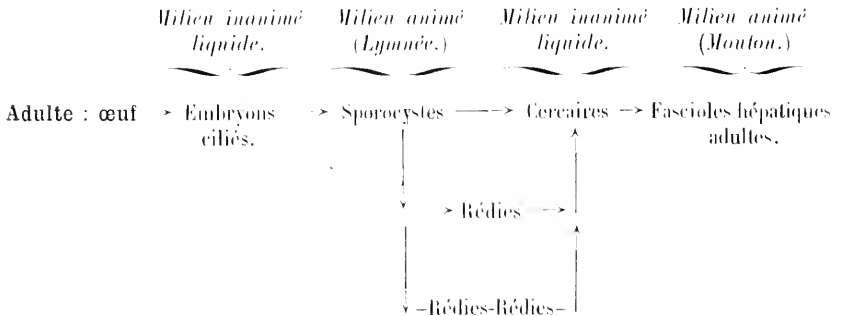 Milieu inanimé Milieu animé Milieu inanimé Milieu animé
liquide. (Lymnée.) liquide. (Mouton.)
Adulte : œuf → Embryons → Sporocystes → Cercaires → Fascioles hépatiques
ciliés. adultes.
→ Rédies →
–Rédies-Rédies–